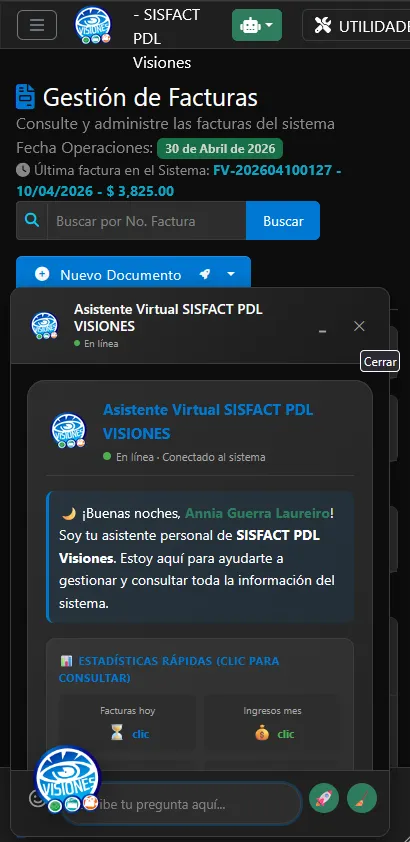 - SISFACT
PDL
Visiones
UTILIDADE
VISIONES
Gestión de Facturas
Consulte y administre las facturas del sistema
Fecha Operaciones: 30 de Abril de 2026
Última factura en el Sistema: FV-202604100127 -
10/04/2026 - $ 3,825.00
Buscar por No. Factura
Buscar
Nuevo Documento
Asistente Virtual SISFACT PDL
VISIONES
En línea
Cerrar
Asistente Virtual SISFACT PDL
VISIONES
En línea · Conectado al sistema
¡Buenas noches, Annia Guerra Laureiro!
Soy tu asistente personal de SISFACT PDL
Visiones. Estoy aquí para ayudarte a
gestionar y consultar toda la información del
sistema.
ESTADÍSTICAS RÁPIDAS (CLIC PARA
CONSULTAR)
Facturas hoy
clic
Ingresos mes
clic
VISIONES
ibe tu pregunta aquí...